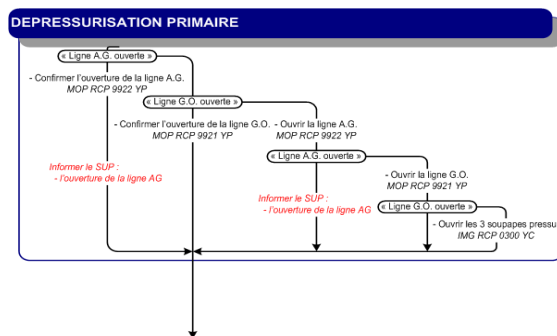 DEPRESSURISATION PRIMAIRE
« Ligne A.G. ouverte »
- Confirmer l'ouverture de la ligne A.G.
MOP RCP 9922 YP
« Ligne G.O. ouverte »
- Confirmer l'ouverture de la ligne G.O.
MOP RCP 9921 YP
- Ouvrir la ligne A.G.
MOP RCP 9922 YP
« Ligne A.G. ouverte »
Informer le SUP :
- l'ouverture de la ligne AG
- Ouvrir la ligne G.O.
MOP RCP 9921 YP
Informer le SUP :
- l'ouverture de la ligne AG
« Ligne G.O. ouverte »
- Ouvrir les 3 soupapes pressu
IMG RCP 0300 YC